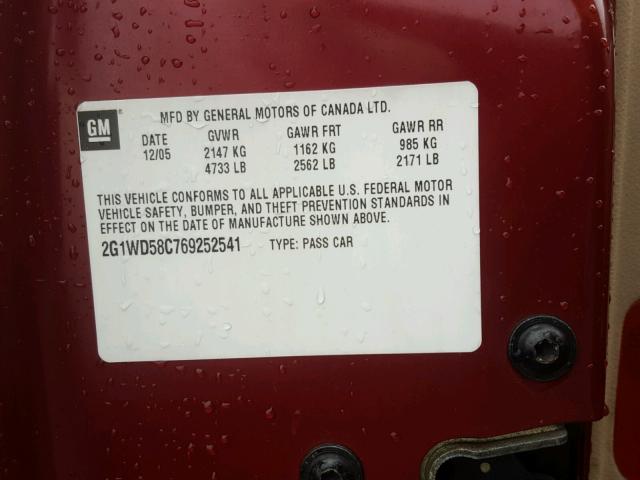 GM
MFD BY GENERAL MOTORS OF CANADA LTD.
DATE GVWR GAWR FRT GAWR RR
12/05 2147 KG 1162 KG 985 KG
4733 LB 2562 LB 2171 LB
THIS VEHICLE CONFORMS TO ALL APPLICABLE U.S. FEDERAL MOTOR
VEHICLE SAFETY, BUMPER, AND THEFT PREVENTION STANDARDS IN
EFFECT ON THE DATE OF MANUFACTURE SHOWN ABOVE.
2G1WD58C769252541 TYPE: PASS CAR